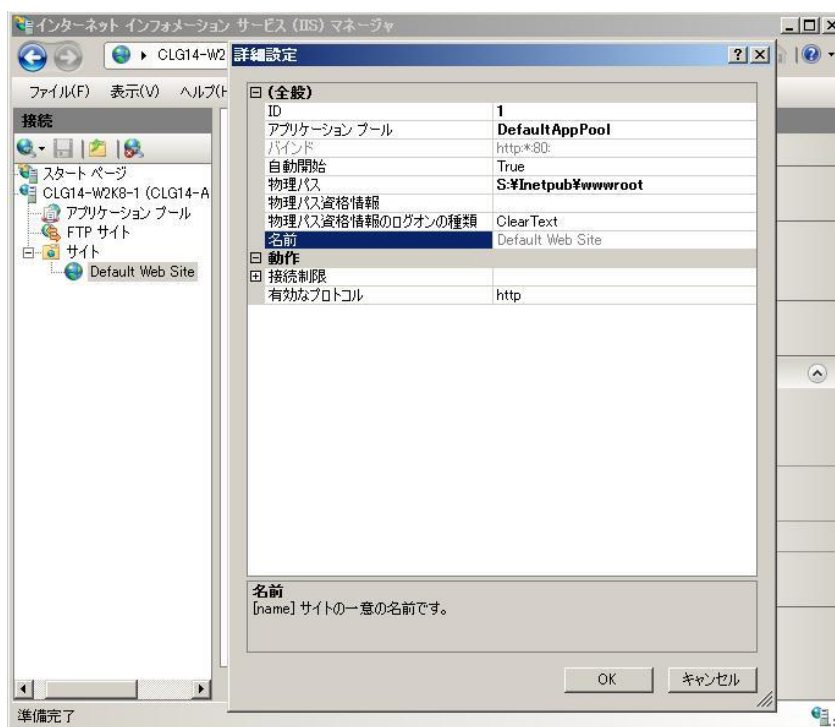 インターネット インフォメーション サービス (IIS) マネージャ
CLG14-W2
ファイル(F) 表示(V) ヘルプ(H
接続
スタート ページ
CLG14-W2K8-1 (CLG14-A
アプリケーション プール
FTP サイト
サイト
Default Web Site
準備完了
詳細設定
(全般)
ID 1
アプリケーション プール DefaultAppPool
バインド http:*:80:
自動開始 True
物理パス S:¥Inetpub¥wwwroot
物理パス資格情報
物理パス資格情報のログオンの種類 ClearText
名前 Default Web Site
動作
接続制限
有効なプロトコル http
名前
[name] サイトの一意の名前です。
OK キャンセル